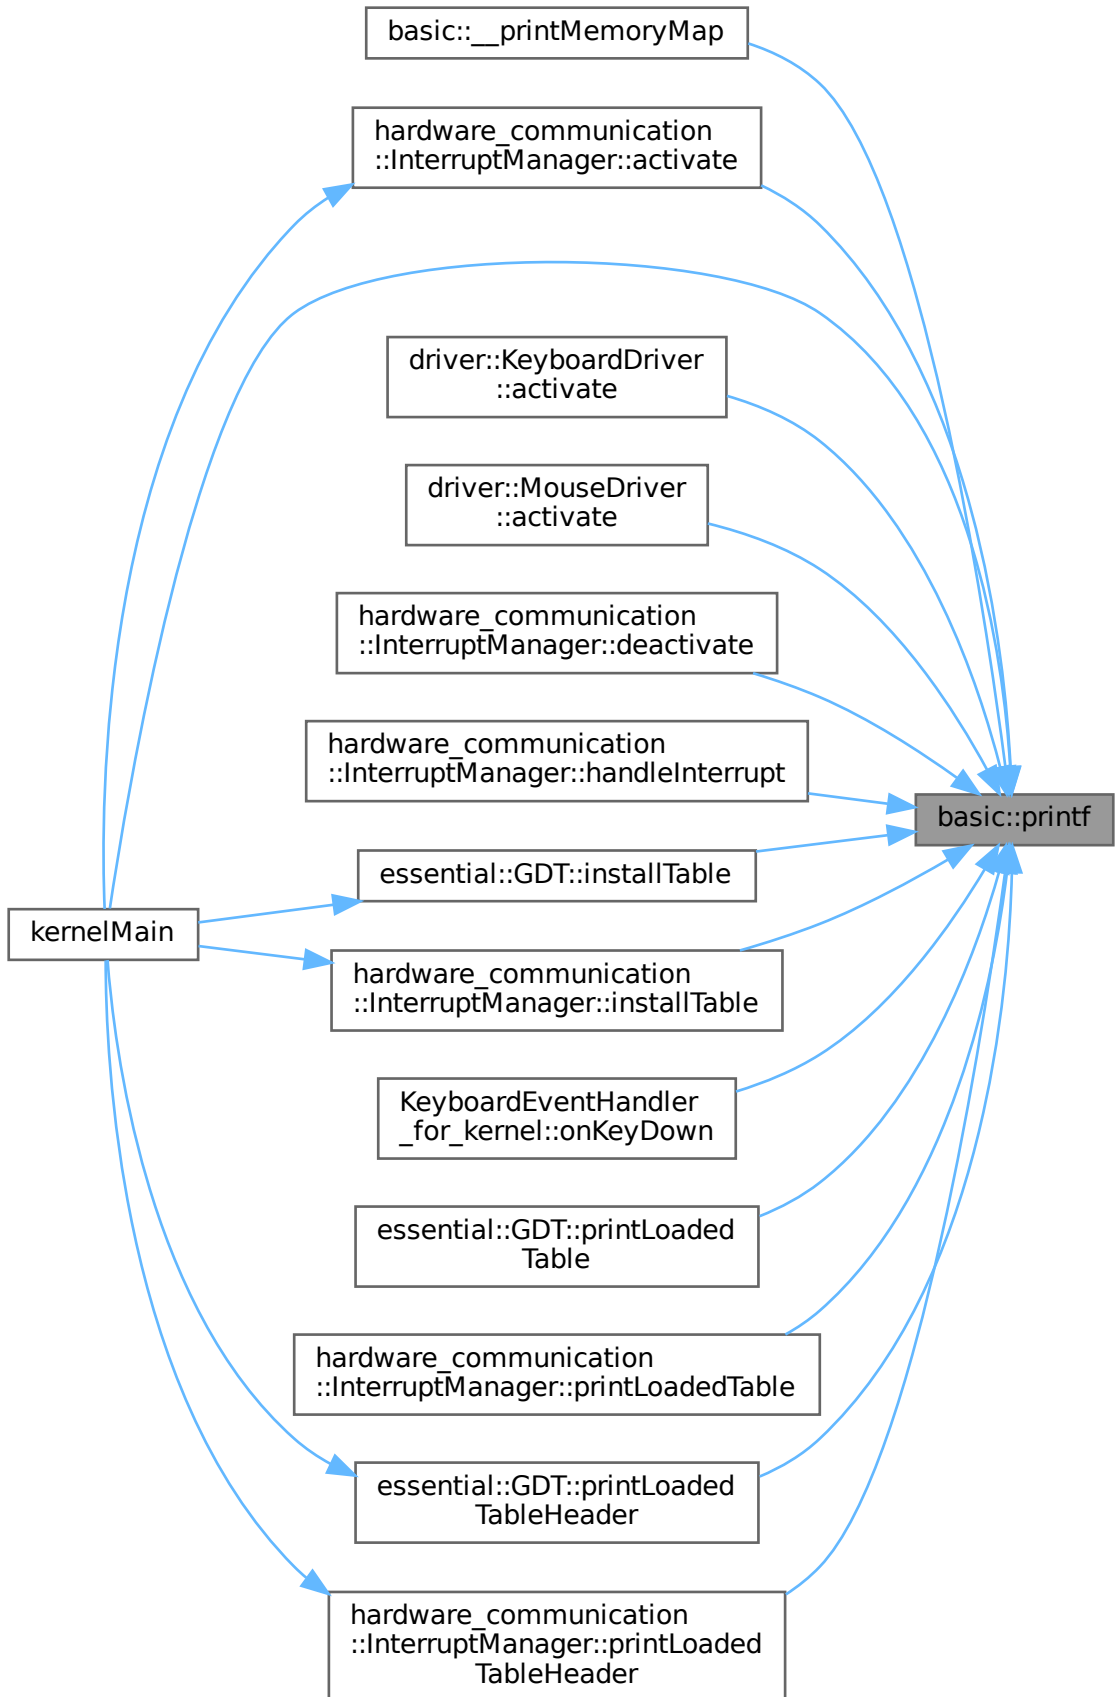 basic::__printMemoryMap
hardware_communication
::InterruptManager::activate
driver::KeyboardDriver
::activate
driver::MouseDriver
::activate
hardware_communication
::InterruptManager::deactivate
hardware_communication
::InterruptManager::handleInterrupt
basic::printf
essential::GDT::installTable
kernelMain
hardware_communication
::InterruptManager::installTable
KeyboardEventHandler
_for_kernel::onKeyDown
essential::GDT::printLoaded
Table
hardware_communication
::InterruptManager::printLoadedTable
essential::GDT::printLoaded
TableHeader
hardware_communication
::InterruptManager::printLoaded
TableHeader